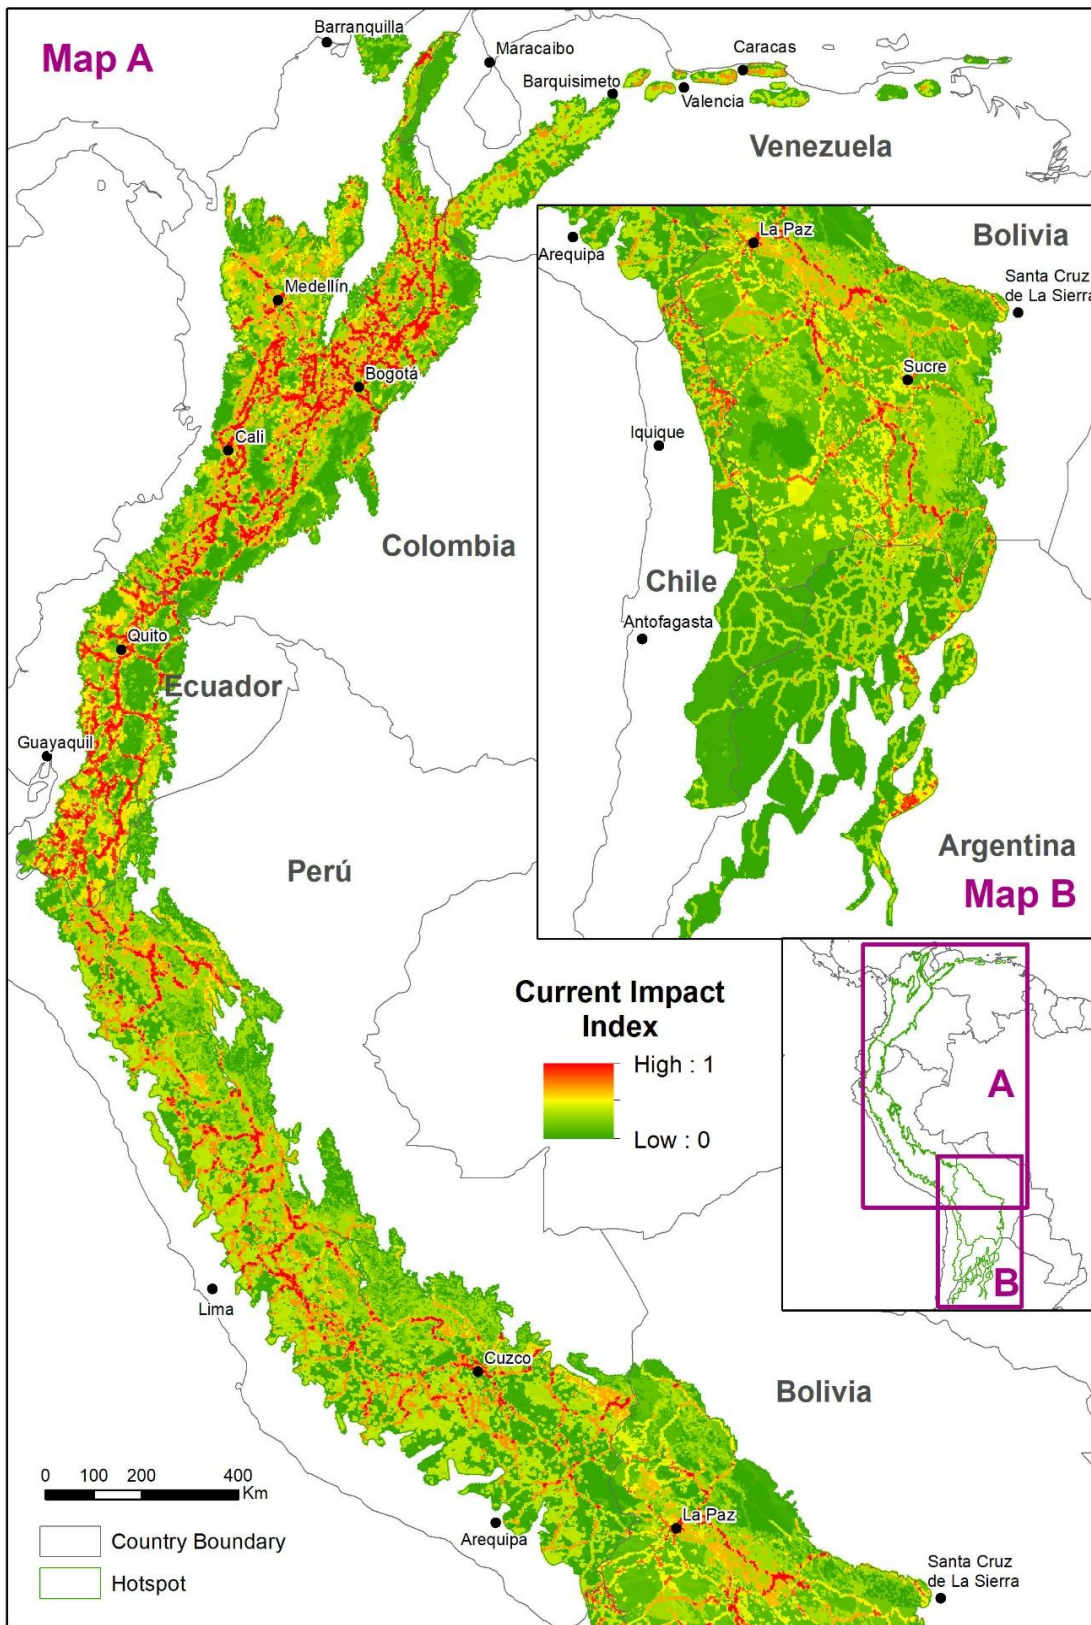 Map A
Barranquilla
Maracaibo
Caracas
Barquisimeto
Valencia
Venezuela
Medellín
Bogotá
Cali
Colombia
Quito
Ecuador
Guayaquil
Perú
Lima
Cuzco
Arequipa
La Paz
Bolivia
Santa Cruz
de La Sierra
Arequipa
La Paz
Bolivia
Santa Cruz
de La Sierra
Sucre
Iquique
Chile
Antofagasta
Argentina
Map B
Current Impact
Index
High : 1
Low : 0
A
B
0 100 200 400
Km
Country Boundary
Hotspot